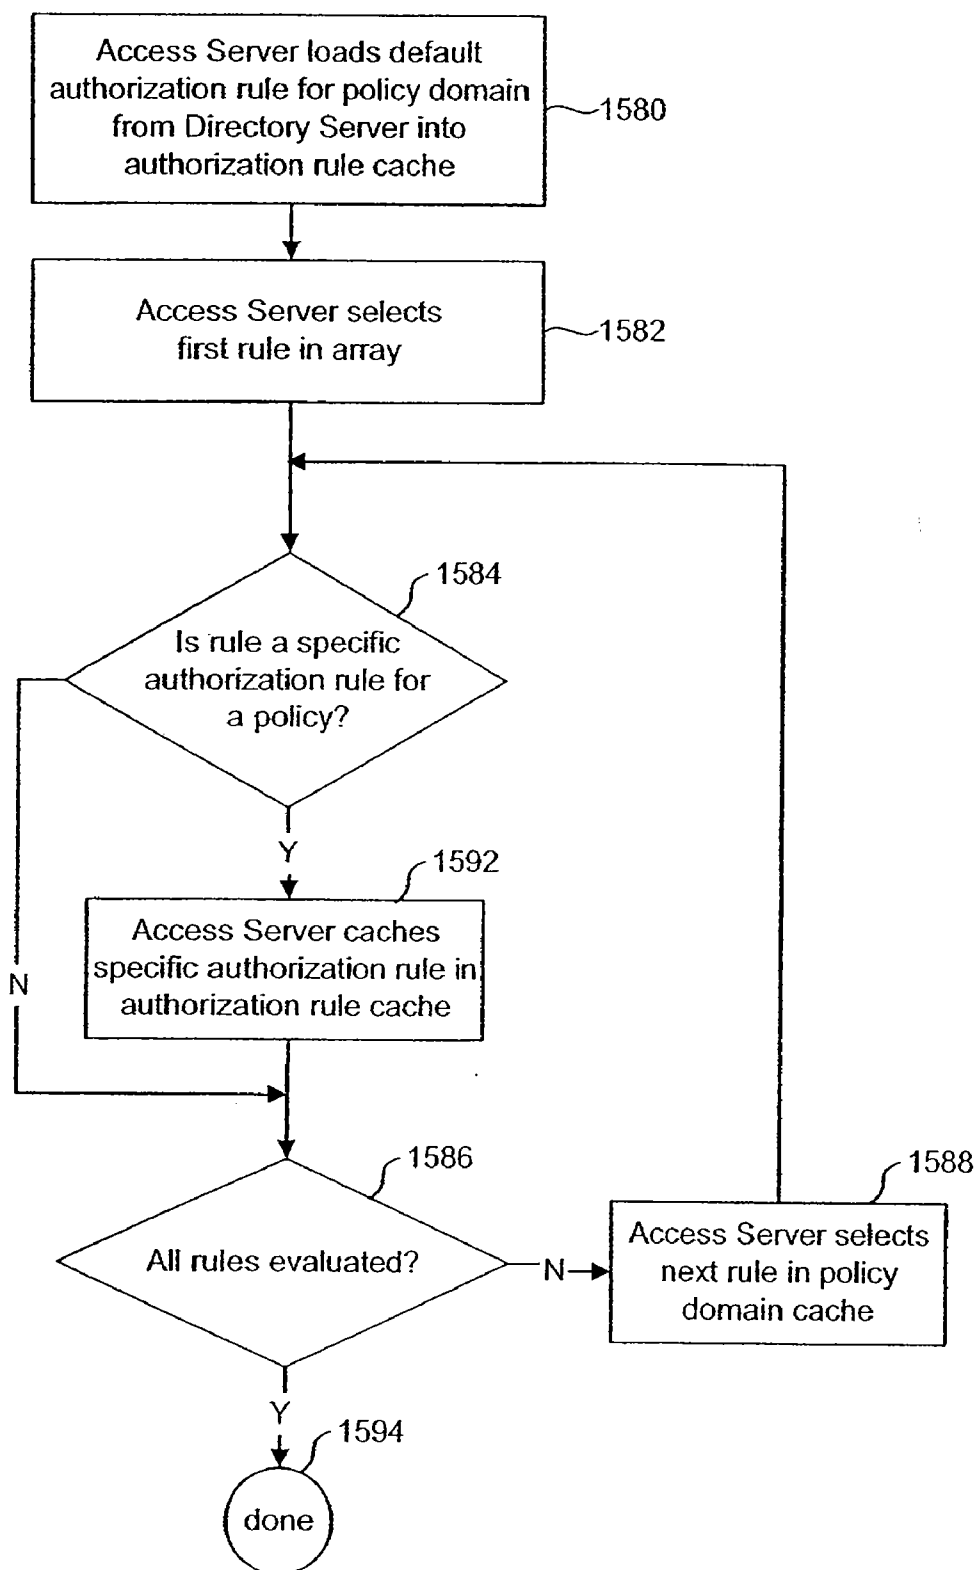 Access Server loads default
authorization rule for policy domain
from Directory Server into
authorization rule cache
1580
Access Server selects
first rule in array
1582
1584
Is rule a specific
authorization rule for
a policy?
Y
1592
Access Server caches
specific authorization rule in
authorization rule cache
N
1586
All rules evaluated?
N
1588
Access Server selects
next rule in policy
domain cache
Y
1594
done